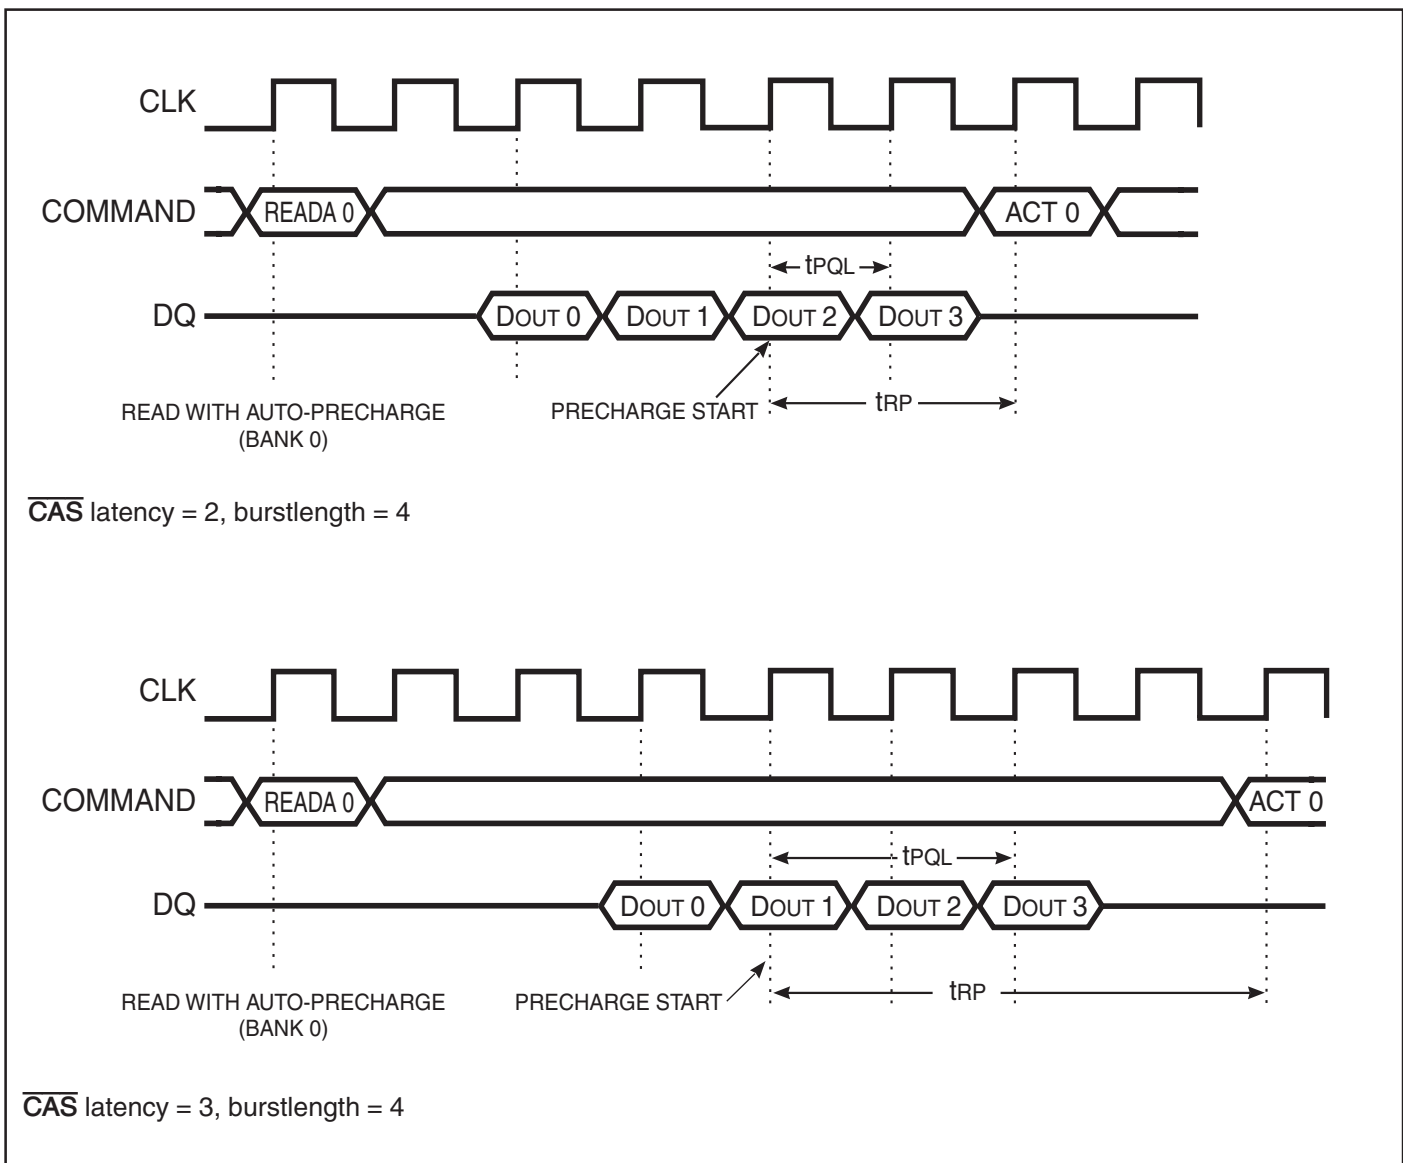 CLK
COMMAND READA 0 ACT 0
tPQL
DQ DOUT 0 DOUT 1 DOUT 2 DOUT 3
READ WITH AUTO-PRECHARGE
(BANK 0)
PRECHARGE START
tRP
CAS latency = 2, burstlength = 4
CLK
COMMAND READA 0 ACT 0
tPQL
DQ DOUT 0 DOUT 1 DOUT 2 DOUT 3
READ WITH AUTO-PRECHARGE
(BANK 0)
PRECHARGE START
tRP
CAS latency = 3, burstlength = 4